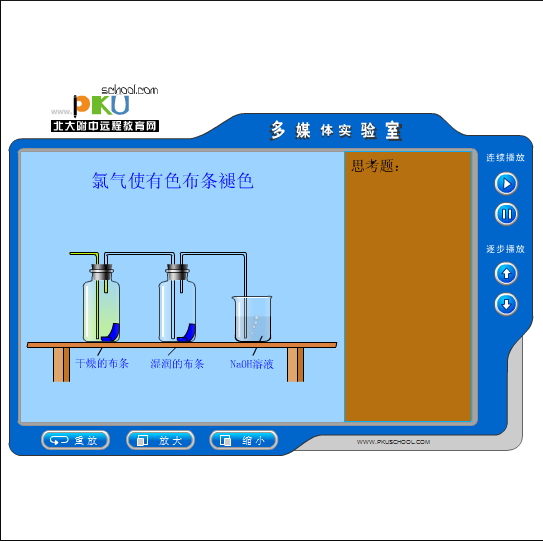 school.com
www.PKU
北大附中远程教育网
多媒体实验室
氯气使有色布条褪色
思考题：
连续播放
逐步播放
干燥的布条
湿润的布条
NaOH溶液
重放
放大
缩小
WWW.PKUSCHOOL.COM